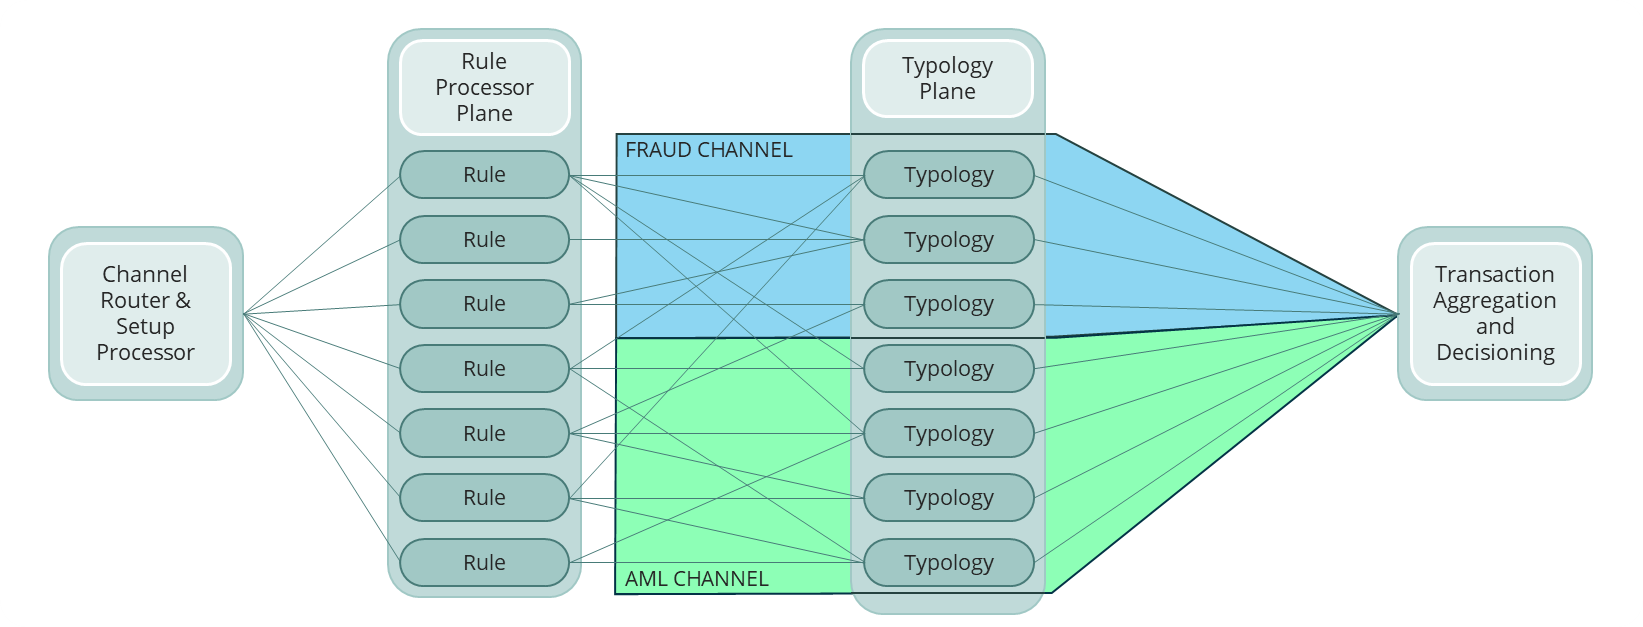 Channel
Router &
Setup
Processor
Rule
Processor
Plane
Rule
Rule
Rule
Rule
Rule
Rule
Rule
FRAUD CHANNEL
AML CHANNEL
Typology
Plane
Typology
Typology
Typology
Typology
Typology
Typology
Typology
Transaction
Aggregation
and
Decisioning